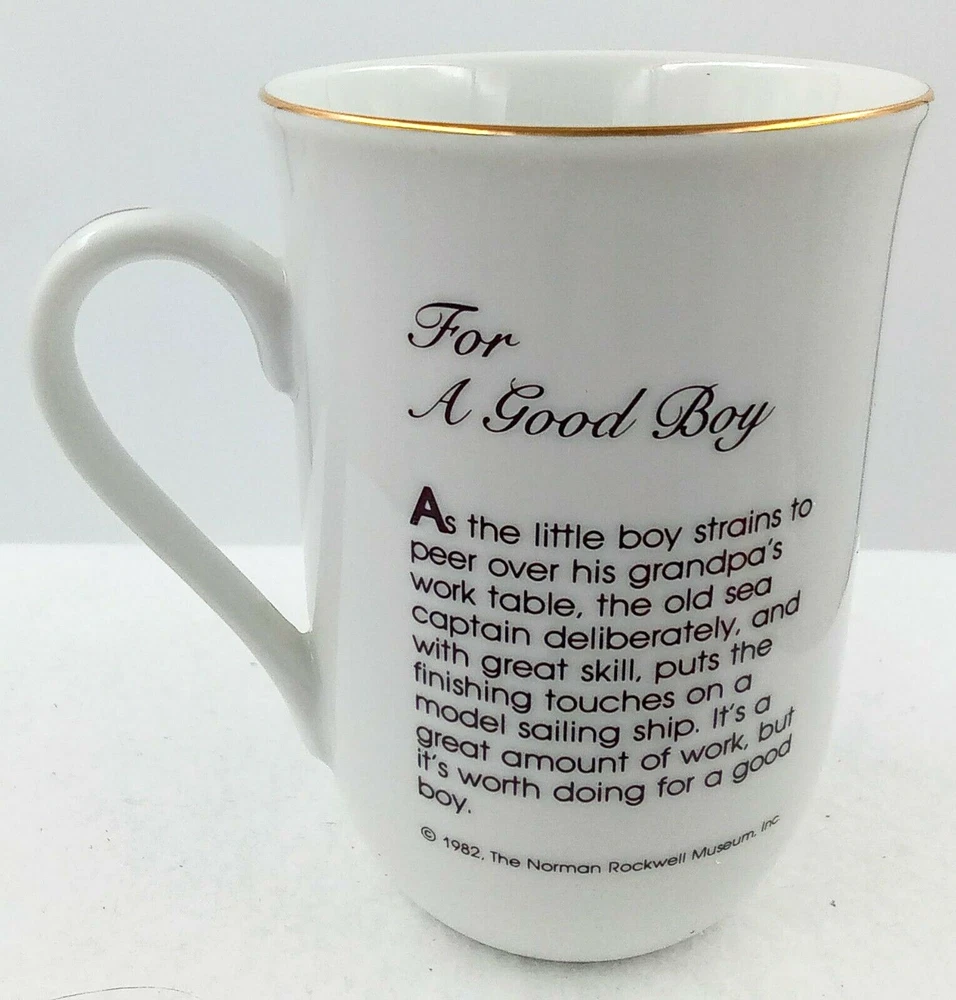 For
A Good Boy
As the little boy strains to
peer over his grandpa's
work table, the old sea
captain deliberately, and
with great skill, puts the
finishing touches on a
model sailing ship. It's a
great amount of work, but
it's worth doing for a good
boy.
© 1982, The Norman Rockwell Museum, Inc.